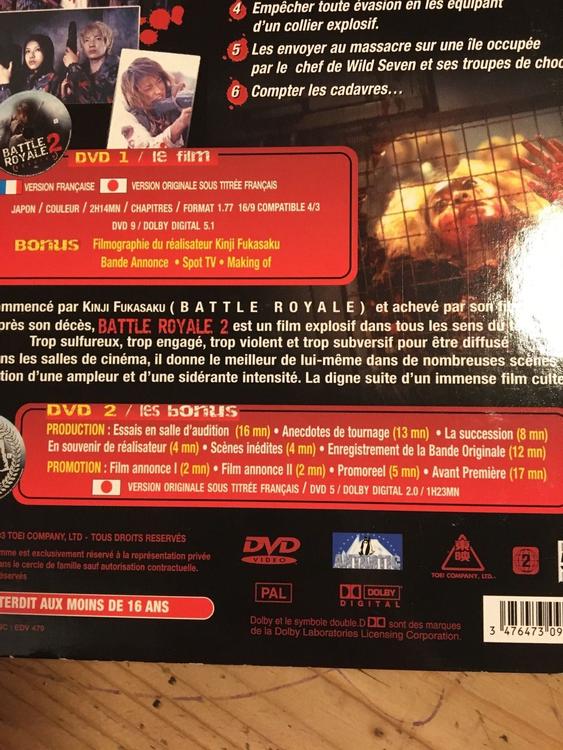 4 Empêcher toute évasion en les équipant
d'un collier explosif.
5 Les envoyer au massacre sur une île occupée
par le chef de Wild Seven et ses troupes de choc
6 Compter les cadavres...
BATTLE
ROYALE 2
DVD 1 / le film
VERSION FRANÇAISE VERSION ORIGINALE SOUS TITRÉE FRANÇAIS
JAPON / COULEUR / 2H14MN / CHAPITRES / FORMAT 1.77 16/9 COMPATIBLE 4/3
DVD 9 / DOLBY DIGITAL 5.1
BONUS Filmographie du réalisateur Kinji Fukasaku
Bande Annonce • Spot TV • Making of
ommencé par KINJI FUKASAKU (BATTLE ROYALE) et achevé par son
près son décès, BATTLE ROYALE 2 est un film explosif dans tous les sens du
Trop sulfureux, trop engagé, trop violent et trop subversif pour être diffusé
ns les salles de cinéma, il donne le meilleur de lui-même dans de nombreuses scènes
tion d'une ampleur et d'une sidérante intensité. La digne suite d'un immense film culte
DVD 2 / les bonus
PRODUCTION : Essais en salle d'audition (16 mn) • Anecdotes de tournage (13 mn) • La succession (8 mn)
En souvenir de réalisateur (4 mn) • Scènes inédites (4 mn) • Enregistrement de la Bande Originale (12 mn)
PROMOTION : Film annonce I (2 mn) • Film annonce II (2 mn) • Promoreel (5 mn) • Avant Première (17 mn)
VERSION ORIGINALE SOUS TITRÉE FRANÇAIS / DVD 5 / DOLBY DIGITAL 2.0 / 1H23MN
3 TOEI COMPANY, LTD - TOUS DROITS RÉSERVÉS
mme est exclusivement réservé à la représentation privée
ans le cercle de famille sauf autorisation contractuelle.
éservés
DVD
VIDEO
ANTARTIC
東映
TOEI COMPANY, LTD.
2
TERDIT AUX MOINS DE 16 ANS
PAL
DOLBY
DIGITAL
NC : EDV 479
Dolby et le symbole double.D sont des marques
de la Dolby Laboratories Licensing Corporation.
3 476473 09